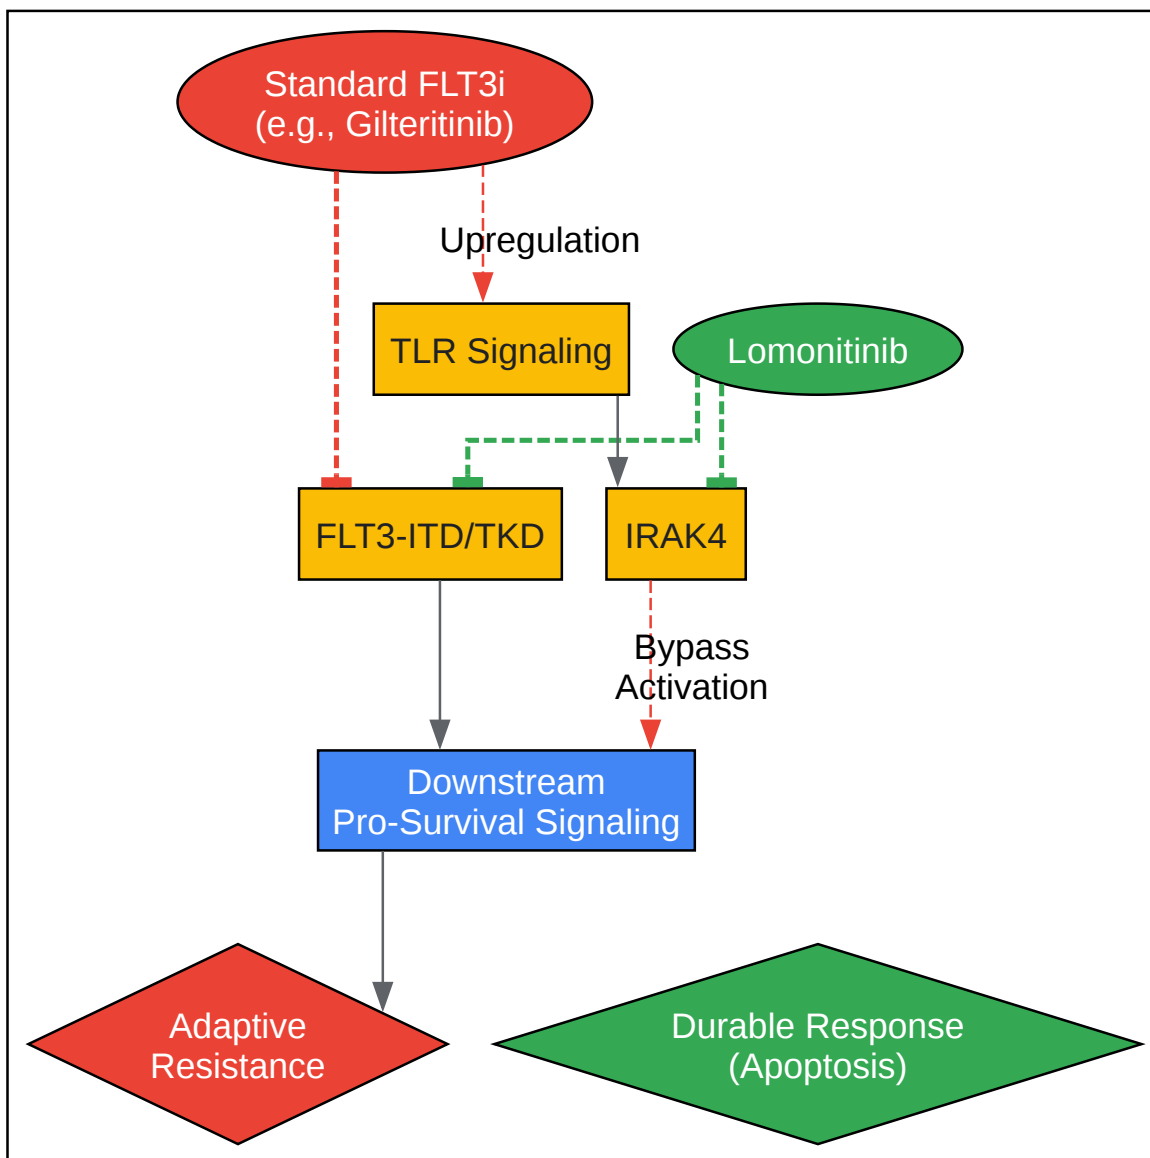 Standard FLT3i
(e.g., Gilteritinib)
Upregulation
TLR Signaling
Lomonitinib
FLT3-ITD/TKD
IRAK4
Bypass
Activation
Downstream
Pro-Survival Signaling
Adaptive
Resistance
Durable Response
(Apoptosis)